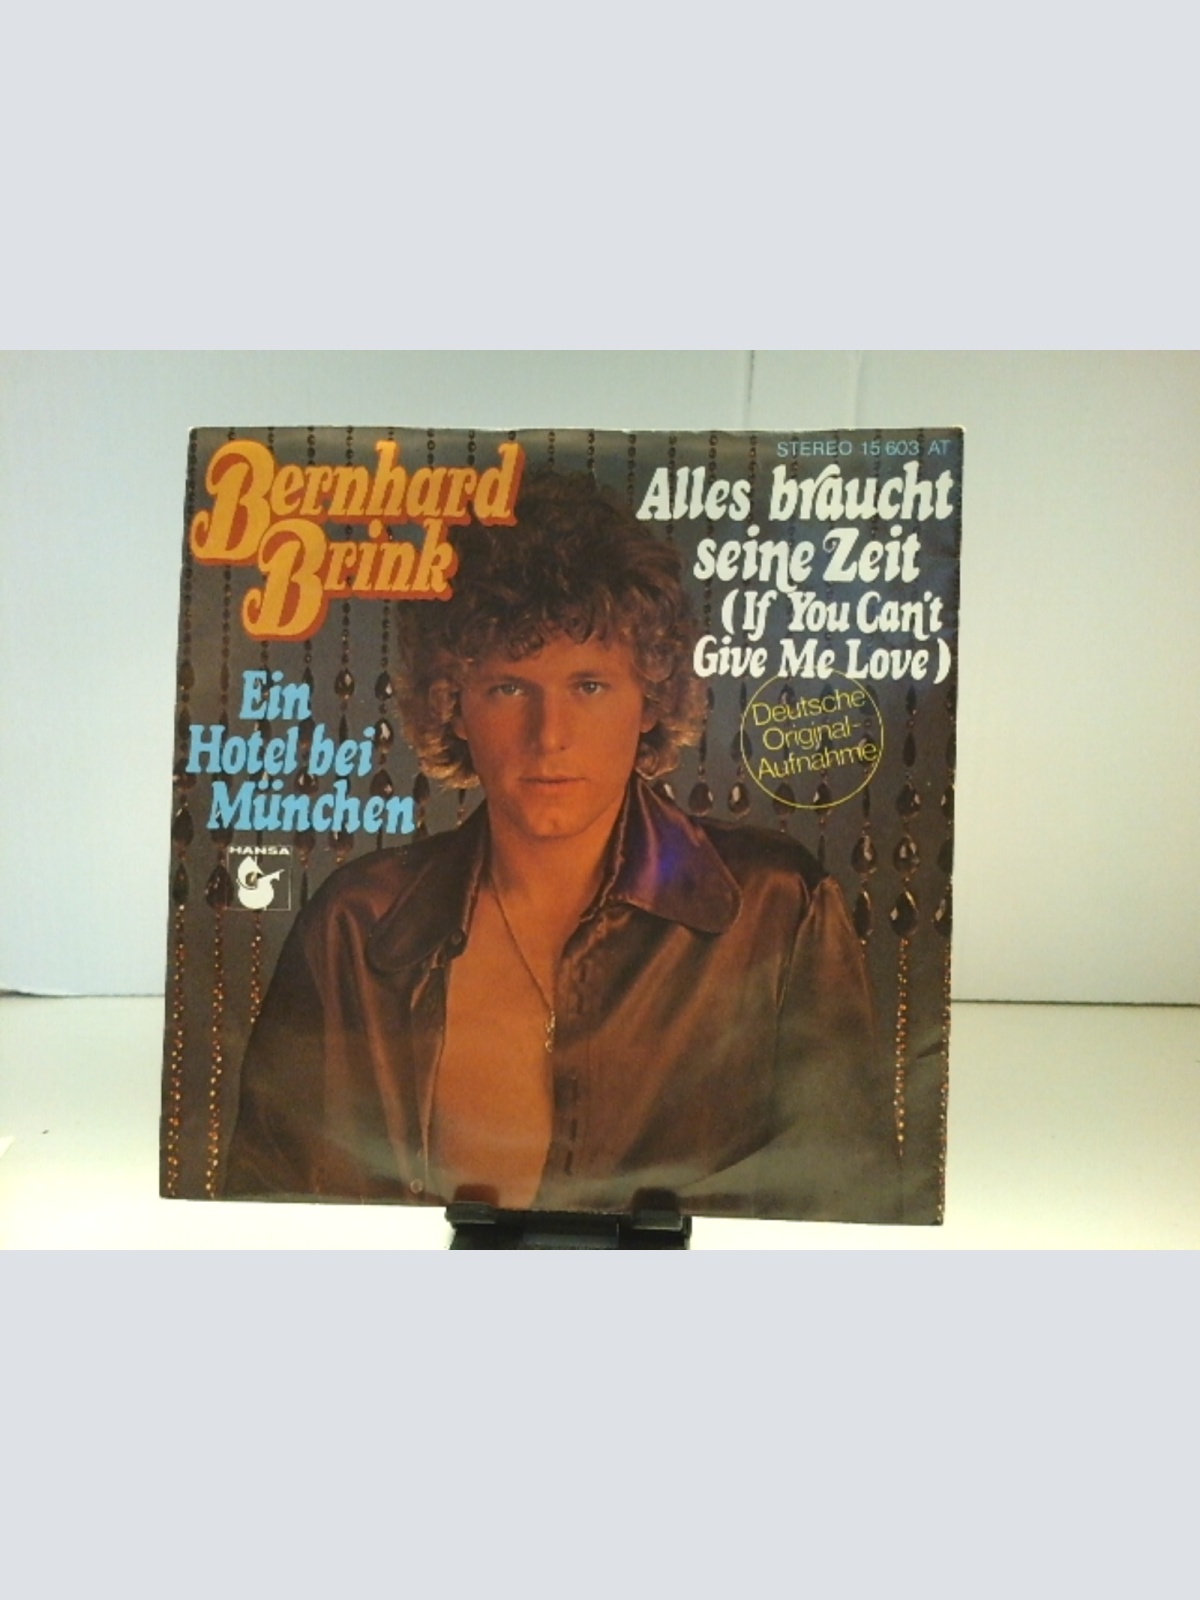 Bernhard
Brink
STEREO 15 603 AT
Alles braucht
seine Zeit
(If You Can't
Give Me Love)
Deutsche
Original-
Aufnahme
Ein
Hotel bei
München
HANSA